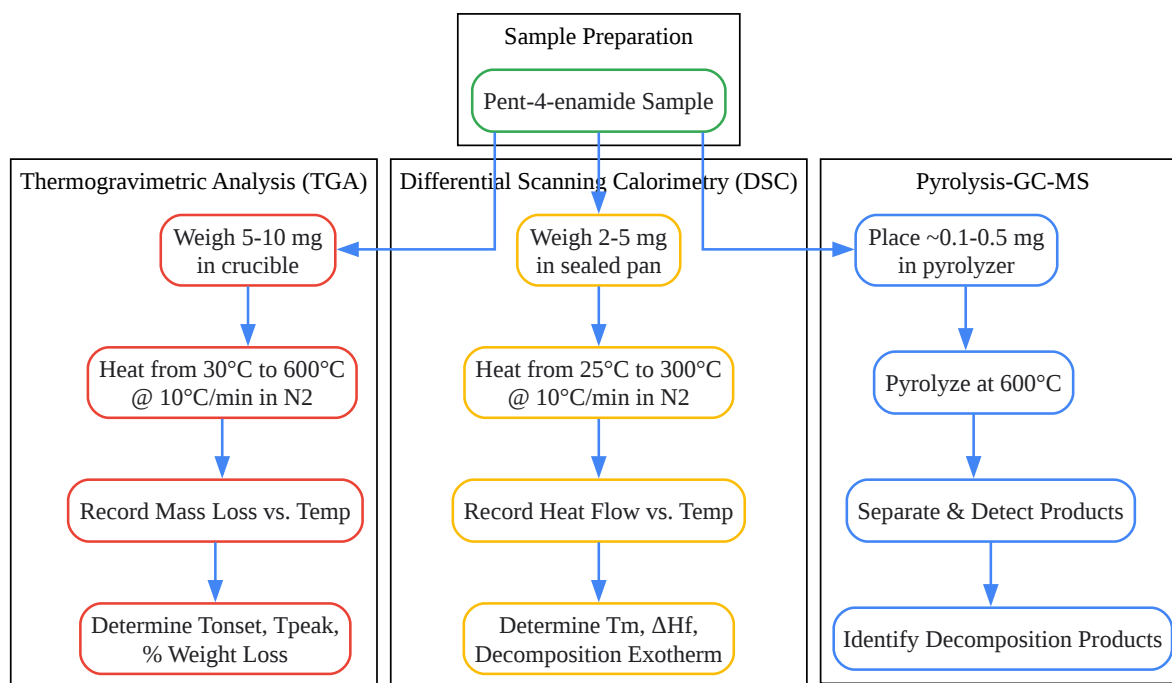 Sample Preparation
Pent-4-enamide Sample
Thermogravimetric Analysis (TGA)
Weigh 5-10 mg
in crucible
Heat from 30°C to 600°C
@ 10°C/min in N2
Record Mass Loss vs. Temp
Determine Tonset, Tpeak,
% Weight Loss
Differential Scanning Calorimetry (DSC)
Weigh 2-5 mg
in sealed pan
Heat from 25°C to 300°C
@ 10°C/min in N2
Record Heat Flow vs. Temp
Determine Tm, ΔHf,
Decomposition Exotherm
Pyrolysis-GC-MS
Place ~0.1-0.5 mg
in pyrolyzer
Pyrolyze at 600°C
Separate & Detect Products
Identify Decomposition Products